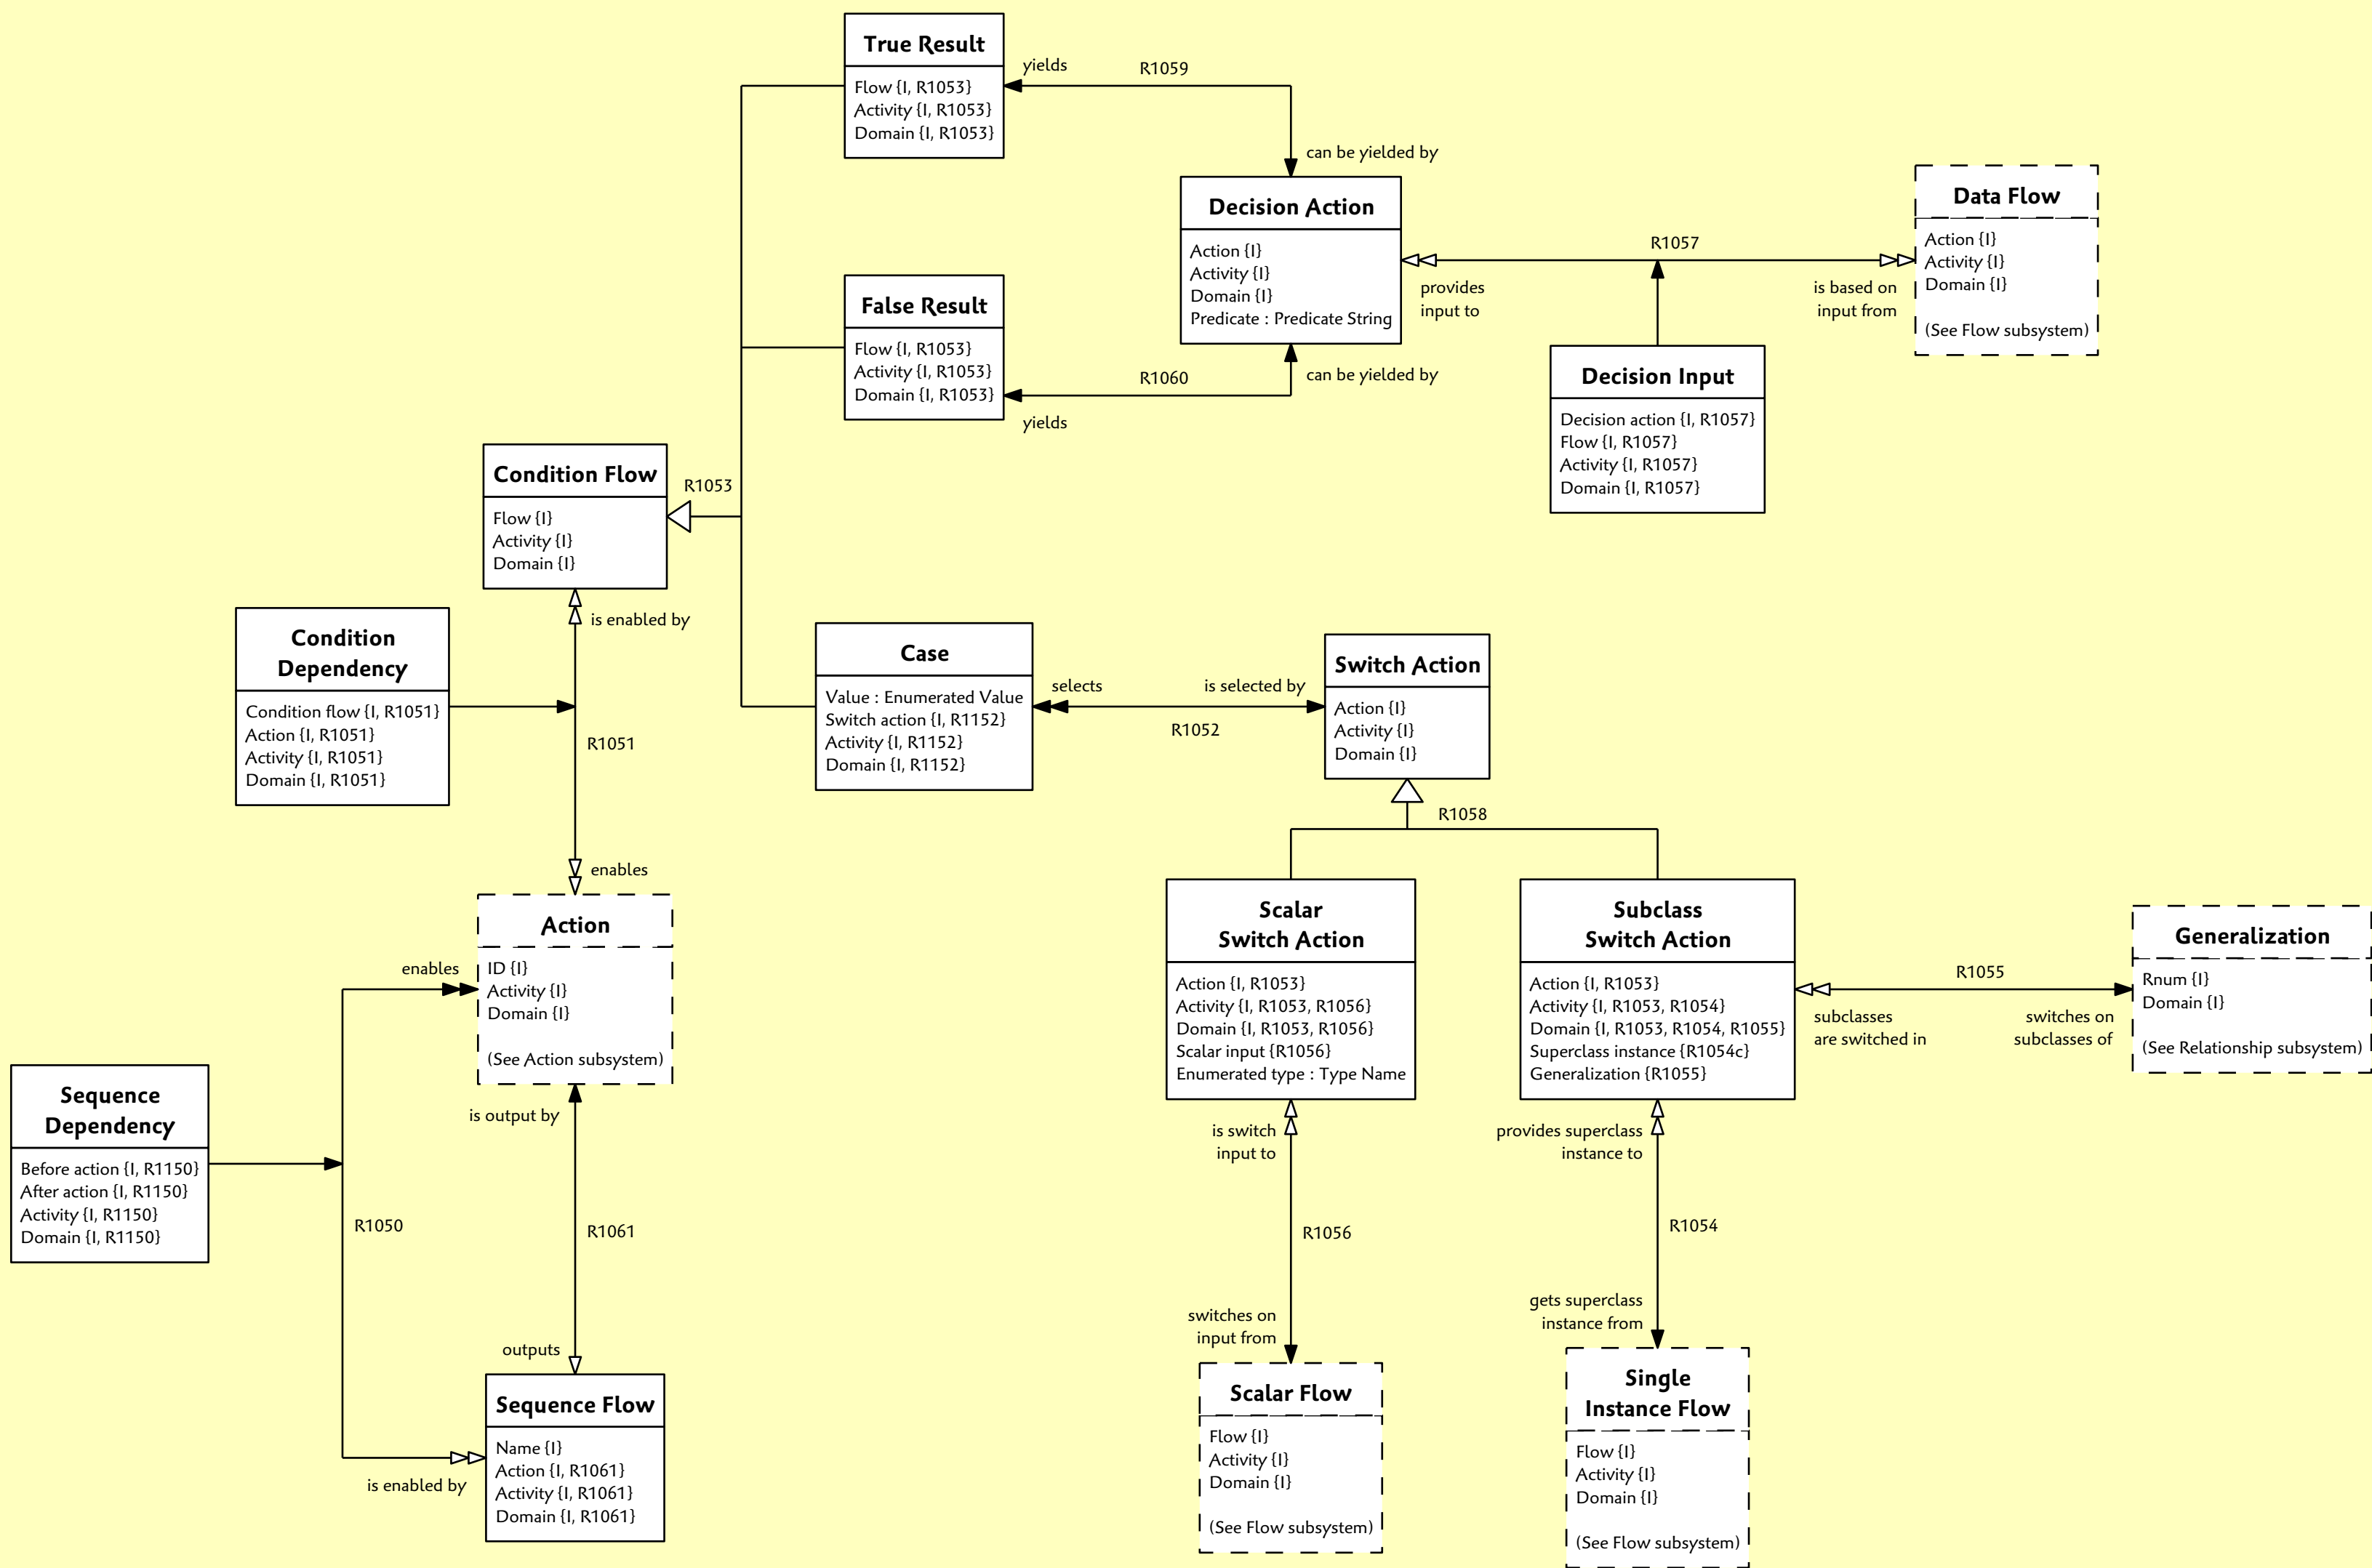 True Result
Flow {I, R1053}
Activity {I, R1053}
Domain {I, R1053}
yields
R1059
can be yielded by
Decision Action
Action {I}
Activity {I}
Domain {I}
Predicate : Predicate String
Data Flow
Action {I}
Activity {I}
Domain {I}
(See Flow subsystem)
R1057
provides
input to
is based on
input from
False Result
Flow {I, R1053}
Activity {I, R1053}
Domain {I, R1053}
R1060
can be yielded by
yields
Decision Input
Decision action {I, R1057}
Flow {I, R1057}
Activity {I, R1057}
Domain {I, R1057}
Condition Flow
Flow {I}
Activity {I}
Domain {I}
R1053
is enabled by
Condition
Dependency
Condition flow {I, R1051}
Action {I, R1051}
Activity {I, R1051}
Domain {I, R1051}
R1051
enables
Case
Value : Enumerated Value
Switch action {I, R1152}
Activity {I, R1152}
Domain {I, R1152}
selects
is selected by
R1052
Switch Action
Action {I}
Activity {I}
Domain {I}
R1058
Action
ID {I}
Activity {I}
Domain {I}
(See Action subsystem)
enables
Scalar
Switch Action
Action {I, R1053}
Activity {I, R1053, R1056}
Domain {I, R1053, R1056}
Scalar input {R1056}
Enumerated type : Type Name
Subclass
Switch Action
Action {I, R1053}
Activity {I, R1053, R1054}
Domain {I, R1053, R1054, R1055}
Superclass instance {R1054c}
Generalization {R1055}
R1055
subclasses
are switched in
switches on
subclasses of
Generalization
Rnum {I}
Domain {I}
(See Relationship subsystem)
Sequence
Dependency
Before action {I, R1150}
After action {I, R1150}
Activity {I, R1150}
Domain {I, R1150}
is output by
R1050
R1061
outputs
is enabled by
Sequence Flow
Name {I}
Action {I, R1061}
Activity {I, R1061}
Domain {I, R1061}
is switch
input to
R1056
switches on
input from
Scalar Flow
Flow {I}
Activity {I}
Domain {I}
(See Flow subsystem)
provides superclass
instance to
R1054
gets superclass
instance from
Single
Instance Flow
Flow {I}
Activity {I}
Domain {I}
(See Flow subsystem)